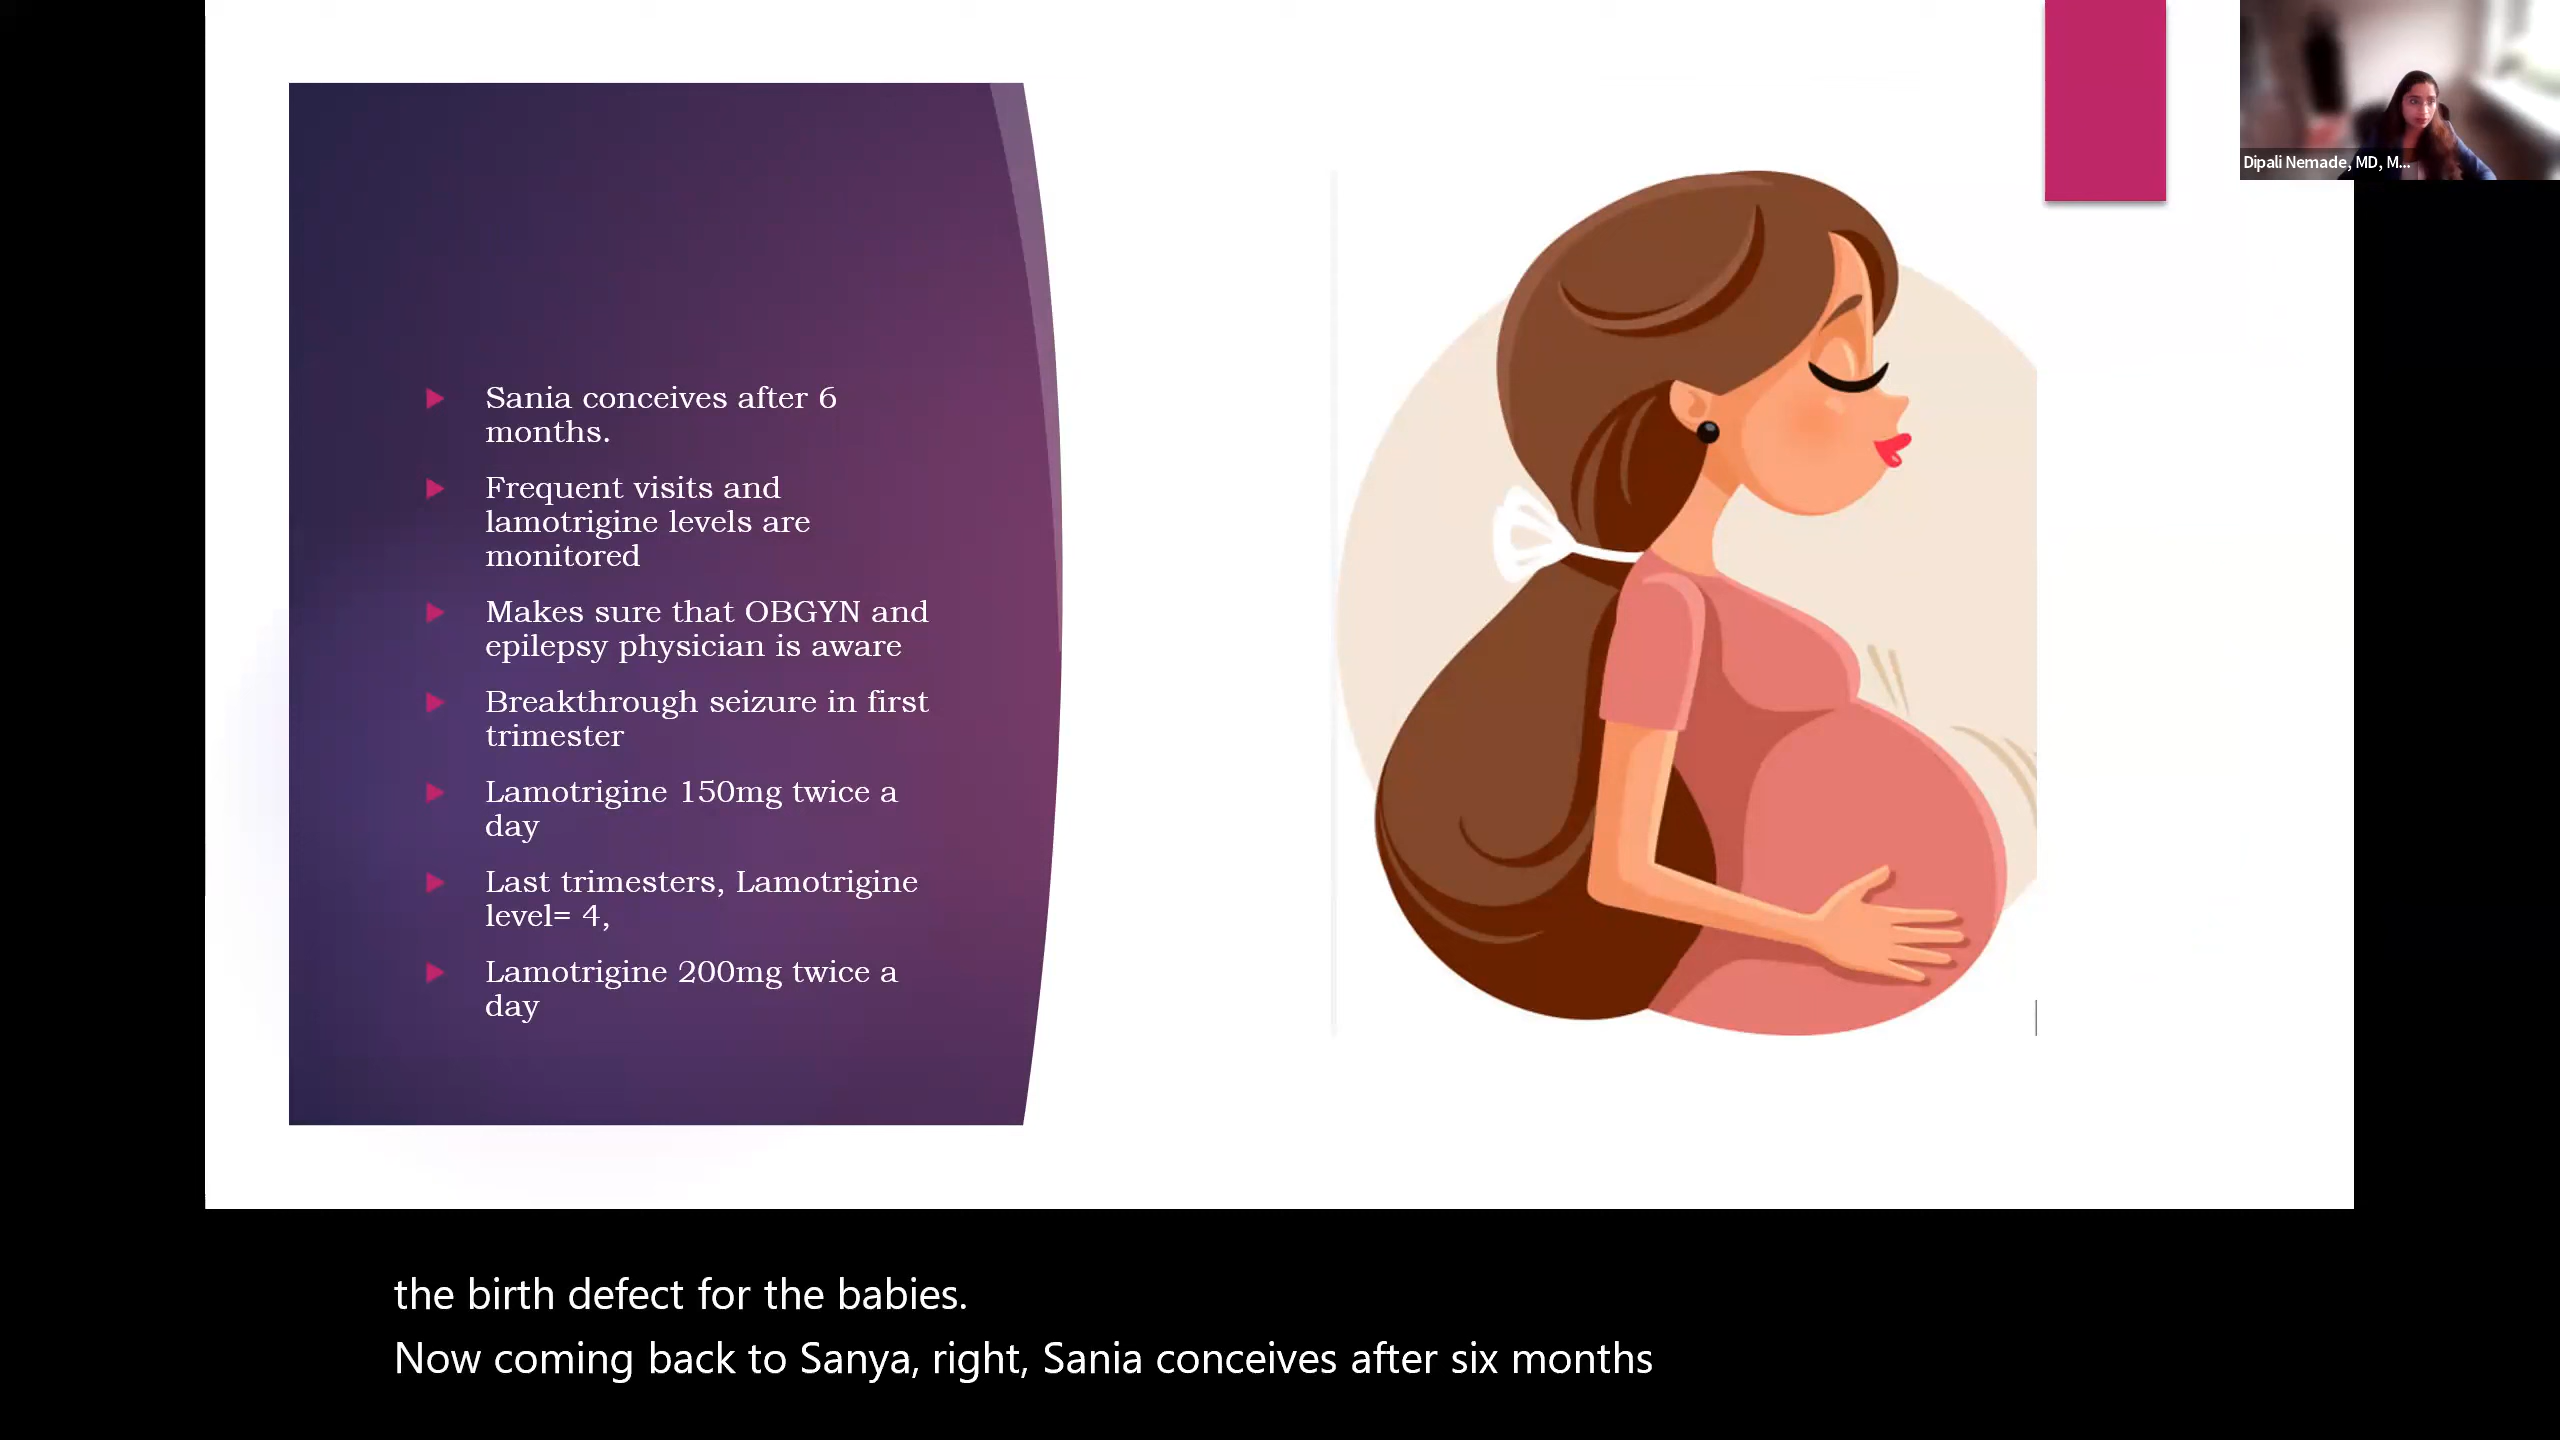 Dipali Nemade, MD, M...
Sania conceives after 6
months.
Frequent visits and
lamotrigine levels are
monitored
Makes sure that OBGYN and
epilepsy physician is aware
Breakthrough seizure in first
trimester
Lamotrigine 150mg twice a
day
Last trimesters, Lamotrigine
level= 4,
Lamotrigine 200mg twice a
day
the birth defect for the babies.
Now coming back to Sanya, right, Sania conceives after six months